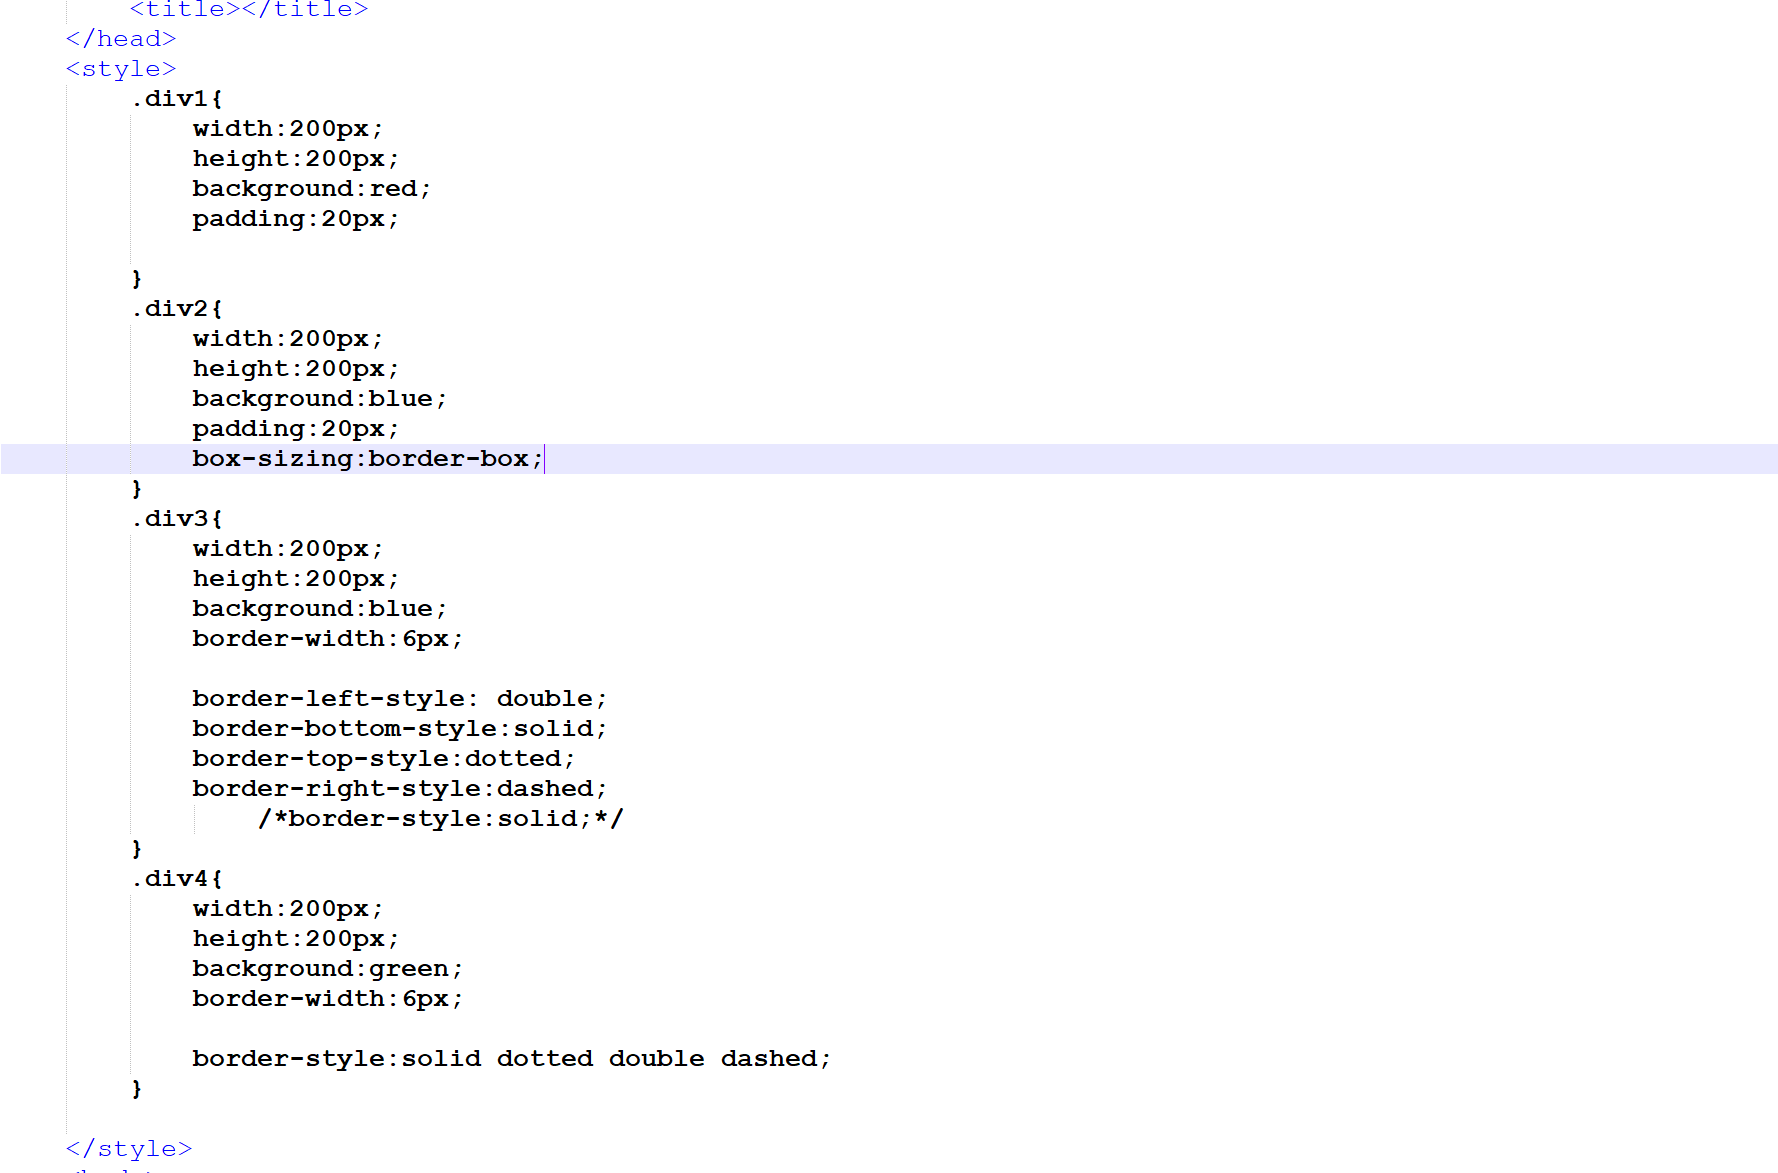 <title></title>
</head>
<style>
.div1{
width:200px;
height:200px;
background:red;
padding:20px;
}
.div2{
width:200px;
height:200px;
background:blue;
padding:20px;
box-sizing:border-box;
}
.div3{
width:200px;
height:200px;
background:blue;
border-width:6px;
border-left-style: double;
border-bottom-style:solid;
border-top-style:dotted;
border-right-style:dashed;
/*border-style:solid;*/
}
.div4{
width:200px;
height:200px;
background:green;
border-width:6px;
border-style:solid dotted double dashed;
}
</style>